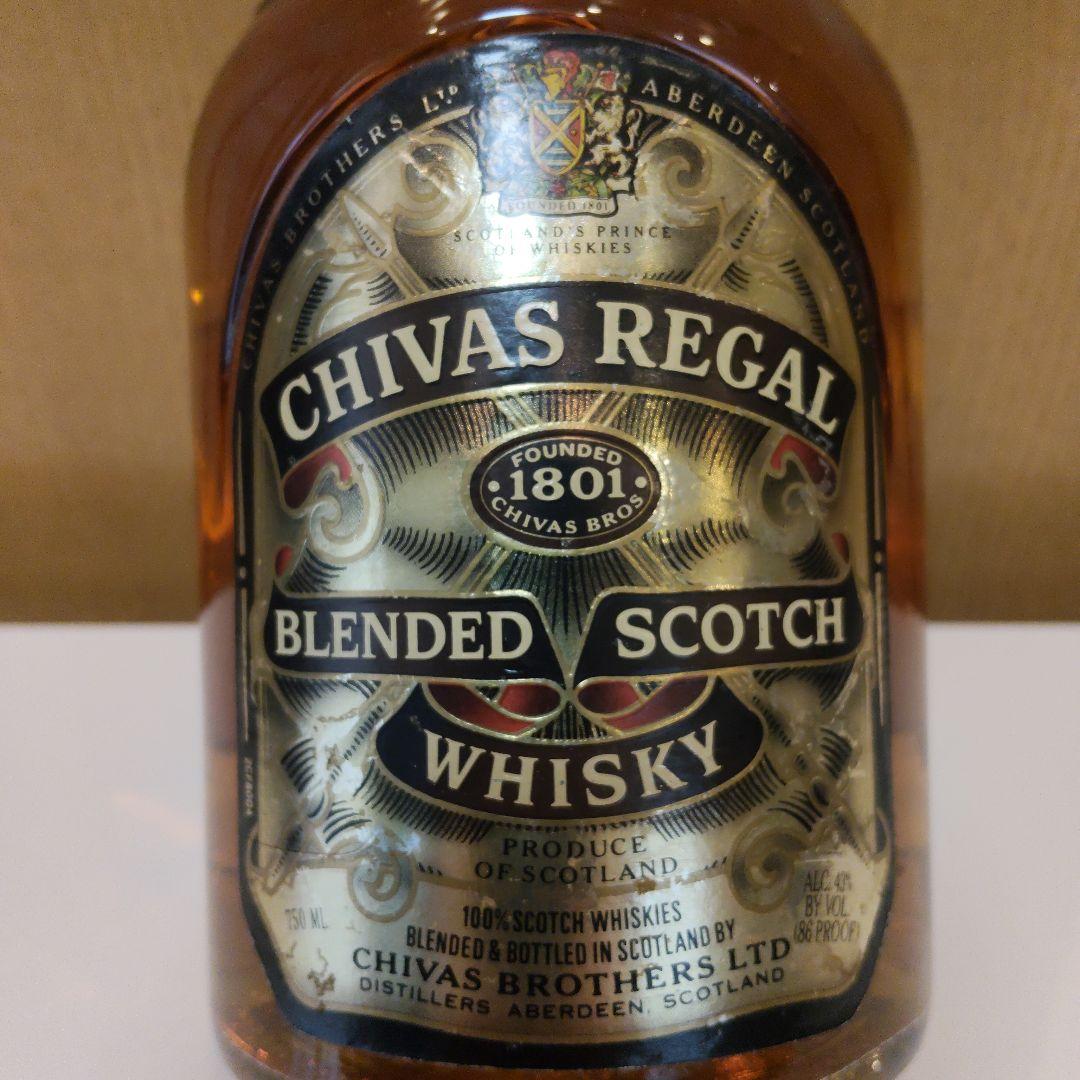 CHIVAS BROTHERS LTD
ABERDEEN SCOTLAND
FOUNDED 1801
SCOTLAND'S PRINCE
OF WHISKIES
CHIVAS REGAL
FOUNDED
·1801·
CHIVAS BROS
BLENDED SCOTCH
WHISKY
PRODUCE
OF SCOTLAND
750 ML
ALC. 43%
BY VOL.
(86 PROOF)
100% SCOTCH WHISKIES
BLENDED & BOTTLED IN SCOTLAND BY
CHIVAS BROTHERS LTD
DISTILLERS ABERDEEN, SCOTLAND